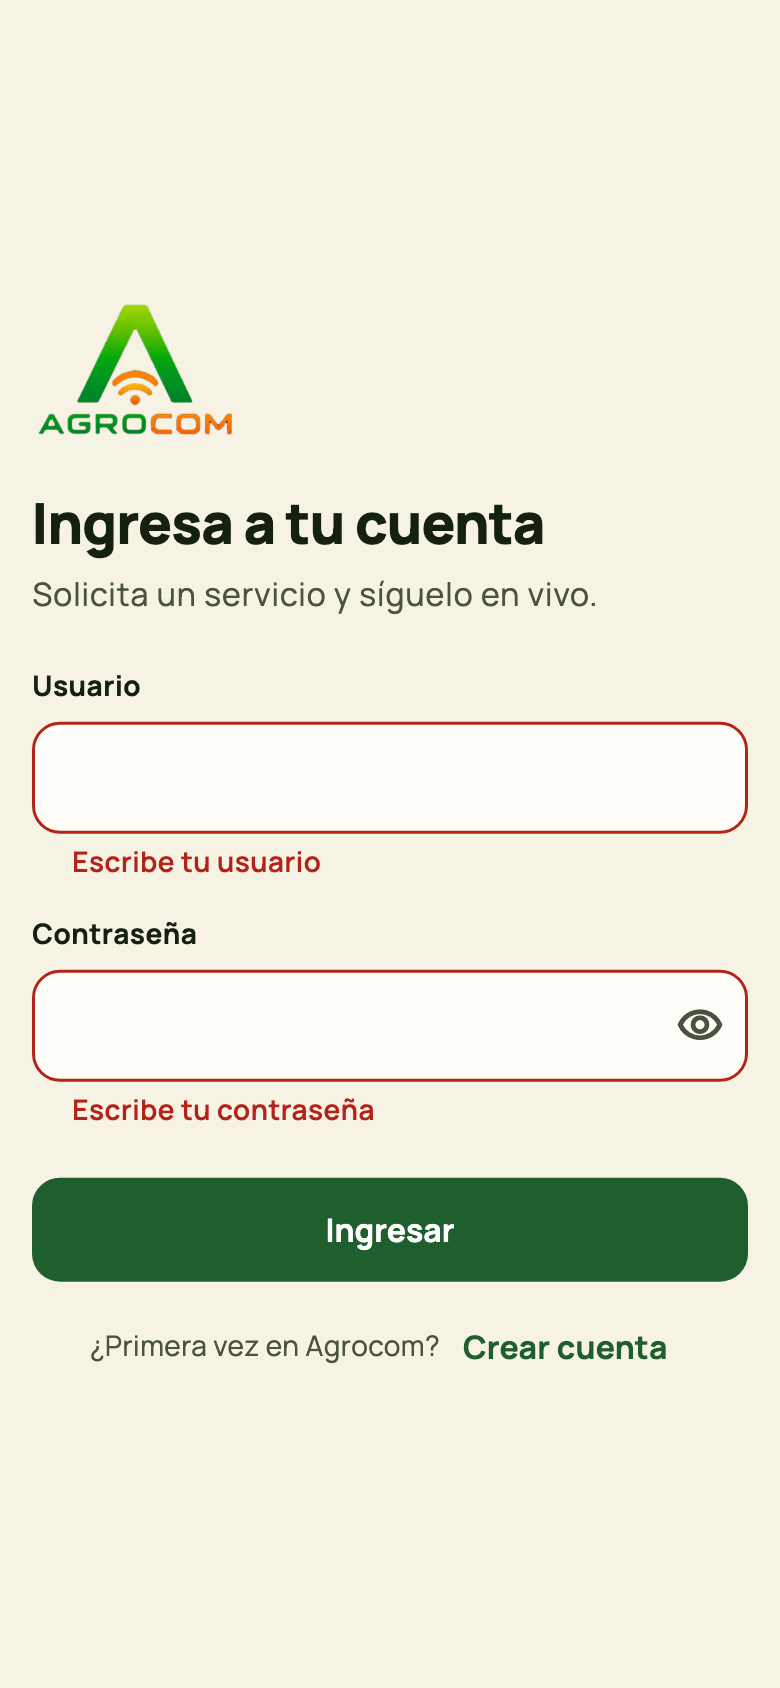 AGROCOM
Ingresa a tu cuenta
Solicita un servicio y síguelo en vivo.
Usuario
Escribe tu usuario
Contraseña
Escribe tu contraseña
Ingresar
¿Primera vez en Agrocom? Crear cuenta